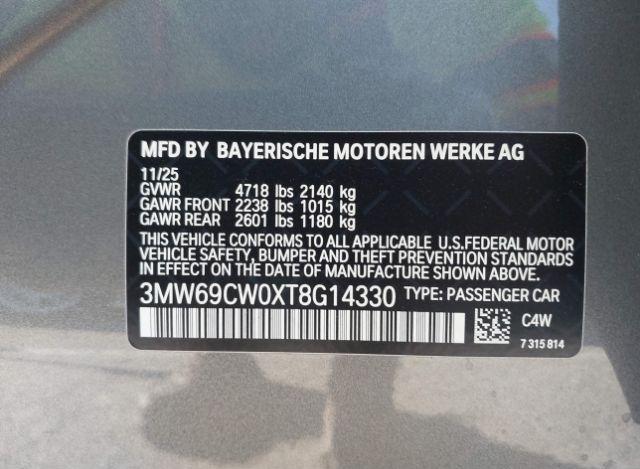 MFD BY BAYERISCHE MOTOREN WERKE AG
11/25
GVWR 4718 lbs 2140 kg
GAWR FRONT 2238 lbs 1015 kg
GAWR REAR 2601 lbs 1180 kg
THIS VEHICLE CONFORMS TO ALL APPLICABLE U.S.FEDERAL MOTOR
VEHICLE SAFETY, BUMPER AND THEFT PREVENTION STANDARDS
IN EFFECT ON THE DATE OF MANUFACTURE SHOWN ABOVE.
3MW69CW0XT8G14330 TYPE: PASSENGER CAR
C4W
7 315 814